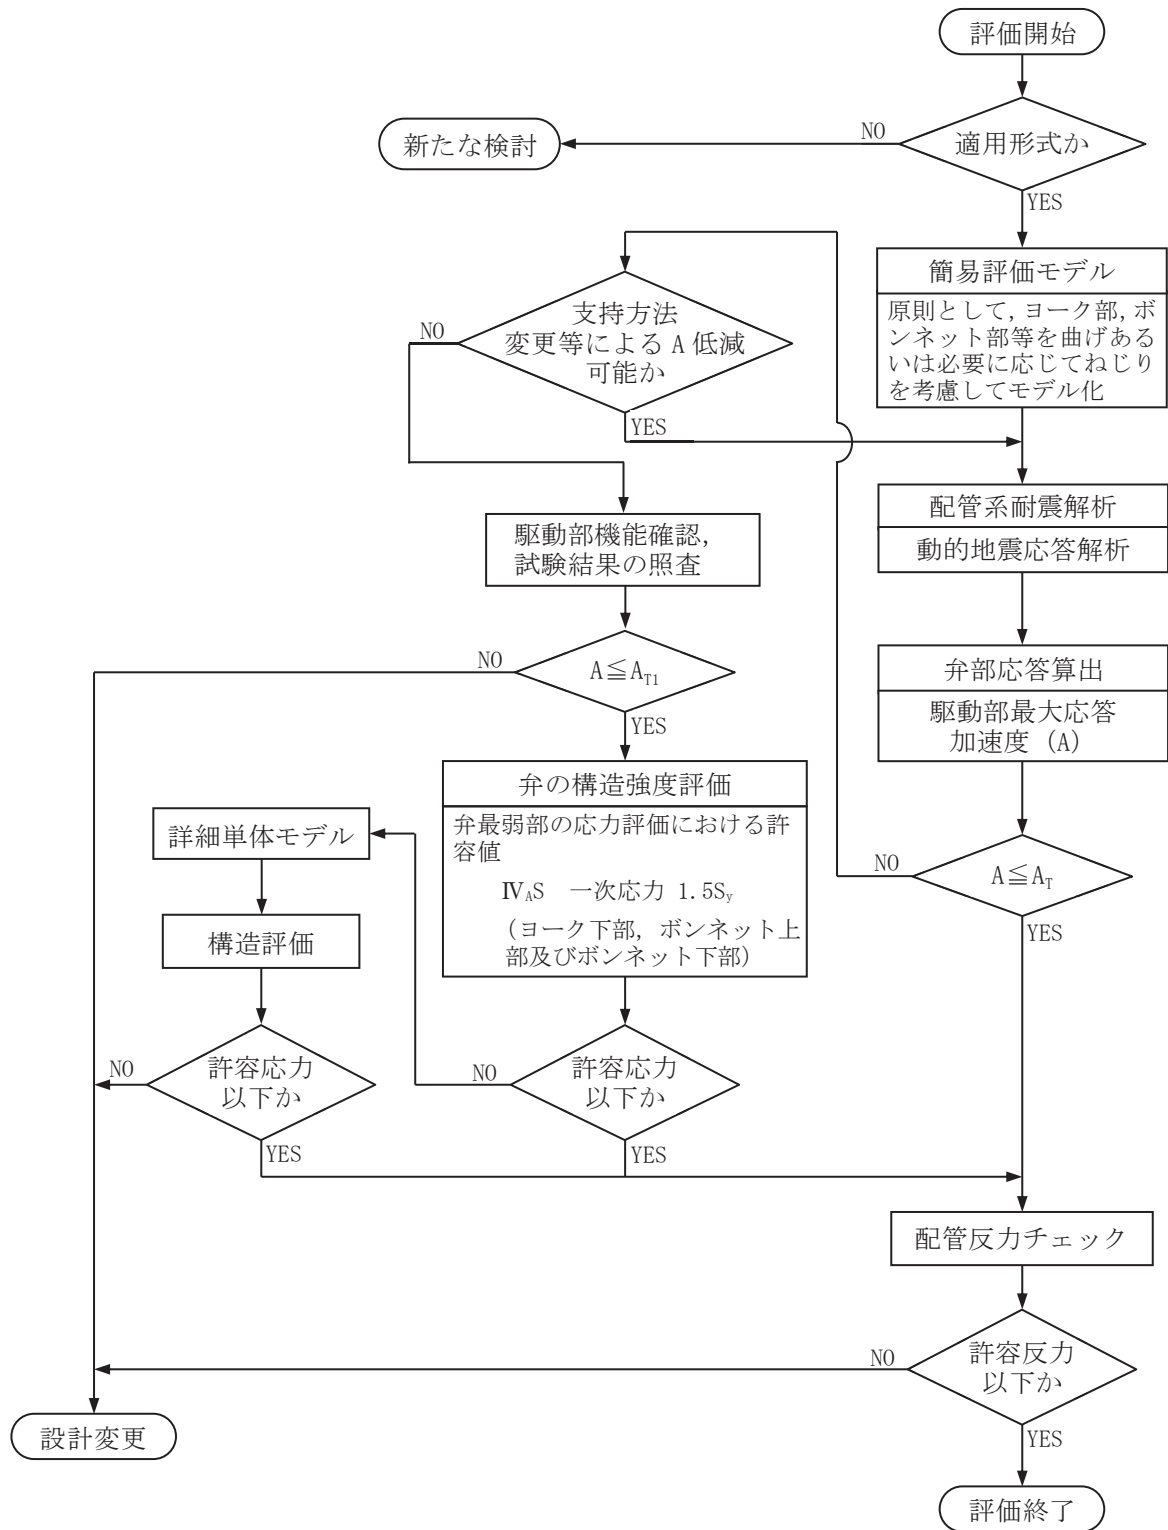 評価開始
適用形式か
NO
YES
新たな検討
簡易評価モデル
原則として,ヨーク部,ボ
ンネット部等を曲げある
いは必要に応じてねじり
を考慮してモデル化
支持方法
変更等による A 低減
可能か
NO
YES
配管系耐震解析
動的地震応答解析
駆動部機能確認,
試験結果の照査
弁部応答算出
駆動部最大応答
加速度 (A)
A≦AT1
NO
YES
A≦AT
NO
YES
弁の構造強度評価
弁最弱部の応力評価における許
容値
ⅣAS 一次応力 1.5Sy
(ヨーク下部, ボンネット上
部及びボンネット下部)
詳細単体モデル
構造評価
許容応力
以下か
NO
YES
許容応力
以下か
NO
YES
配管反力チェック
許容反力
以下か
NO
YES
設計変更
評価終了